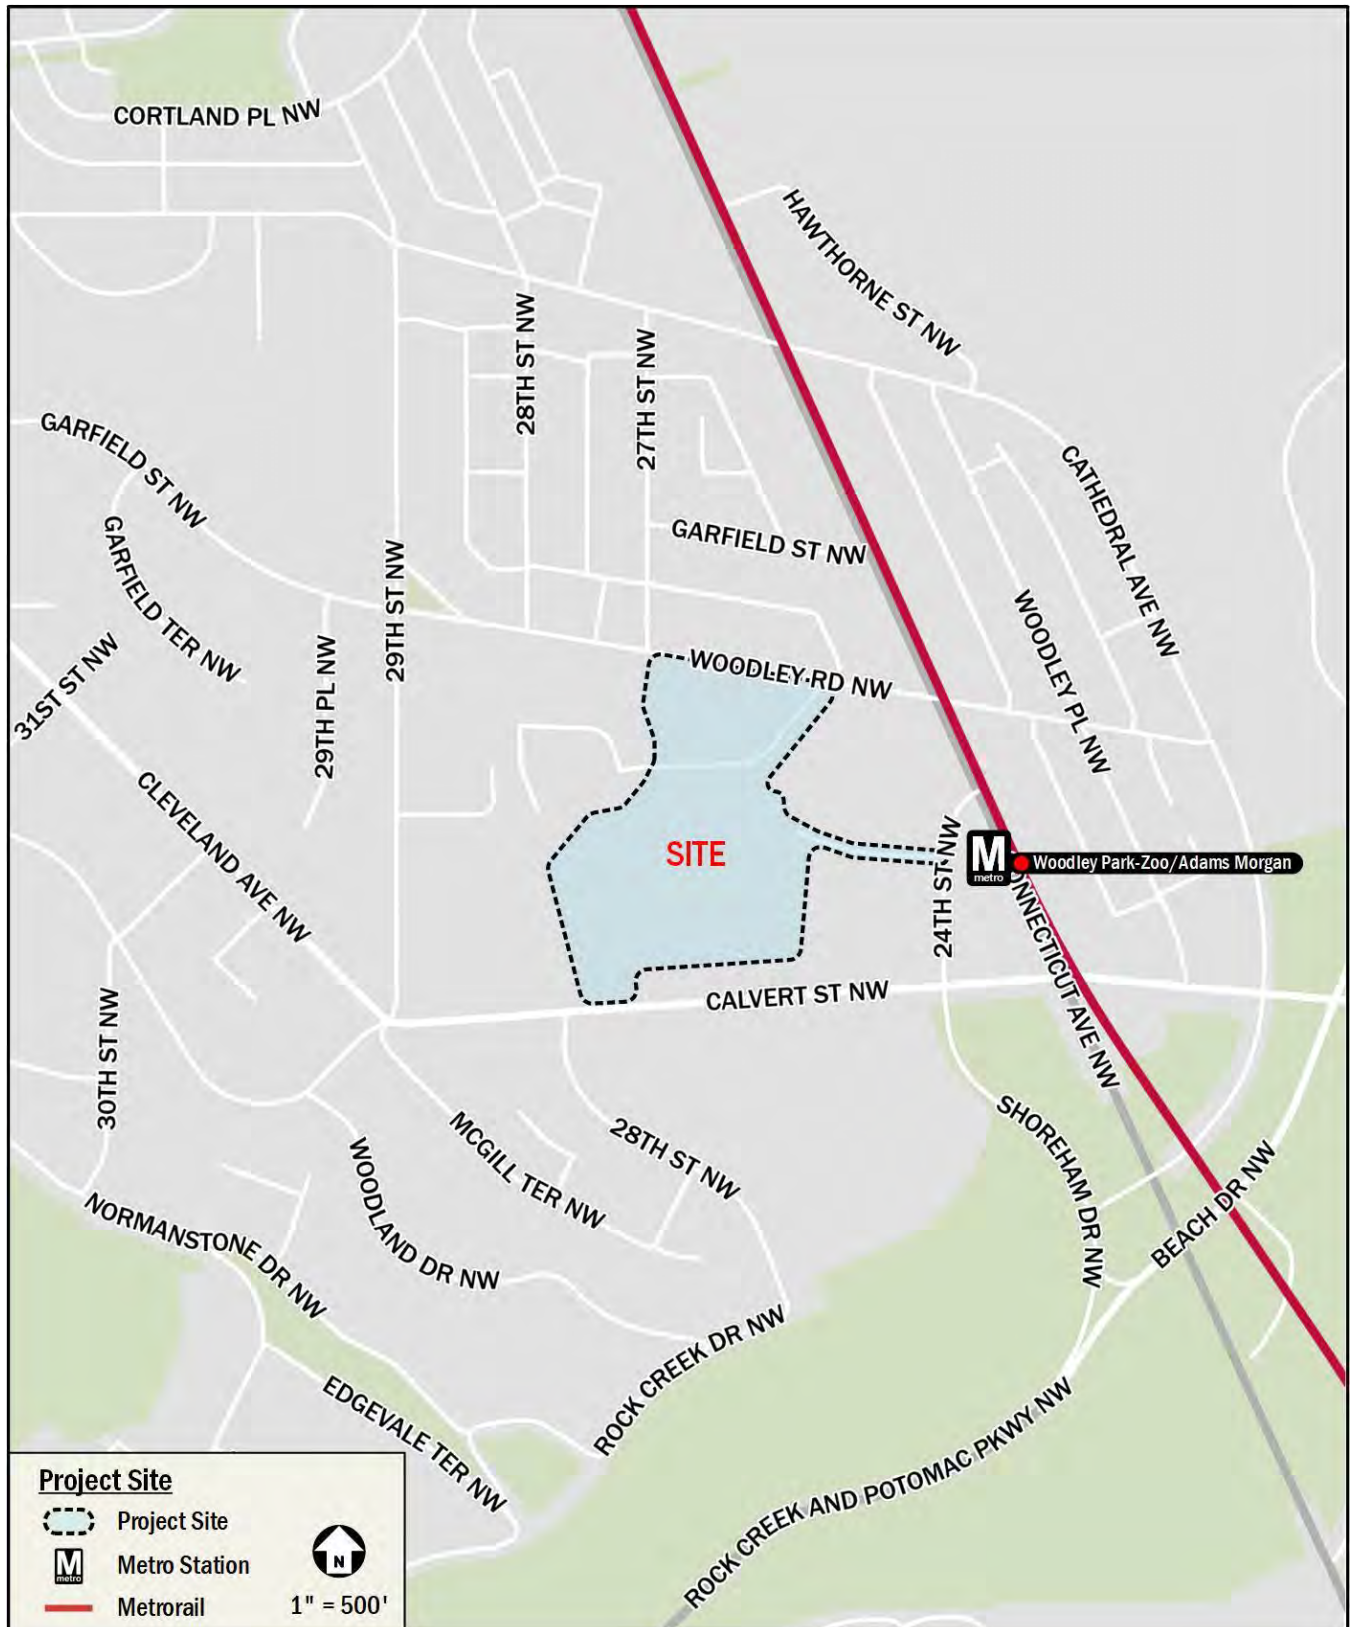 CORTLAND PL NW
HAWTHORNE ST NW
28TH ST NW
27TH ST NW
GARFIELD ST NW
CATHEDRAL AVE NW
GARFIELD TER NW
GARFIELD ST NW
29TH ST NW
WOODLEY PL NW
31ST ST NW
29TH PL NW
WOODLEY RD NW
CLEVELAND AVE NW
SITE
24TH ST NW
M
metro
Woodley Park-Zoo/Adams Morgan
ONNECTICUT AVE NW
CALVERT ST NW
30TH ST NW
MCGILL TER NW
28TH ST NW
SHOREHAM DR NW
WOODLAND DR NW
BEACH DR NW
NORMANSTONE DR NW
ROCK CREEK DR NW
EDGEVALE TER NW
ROCK CREEK AND POTOMAC PKWY NW
Project Site
Project Site
M
metro
Metro Station
Metrorail
N
1" = 500'